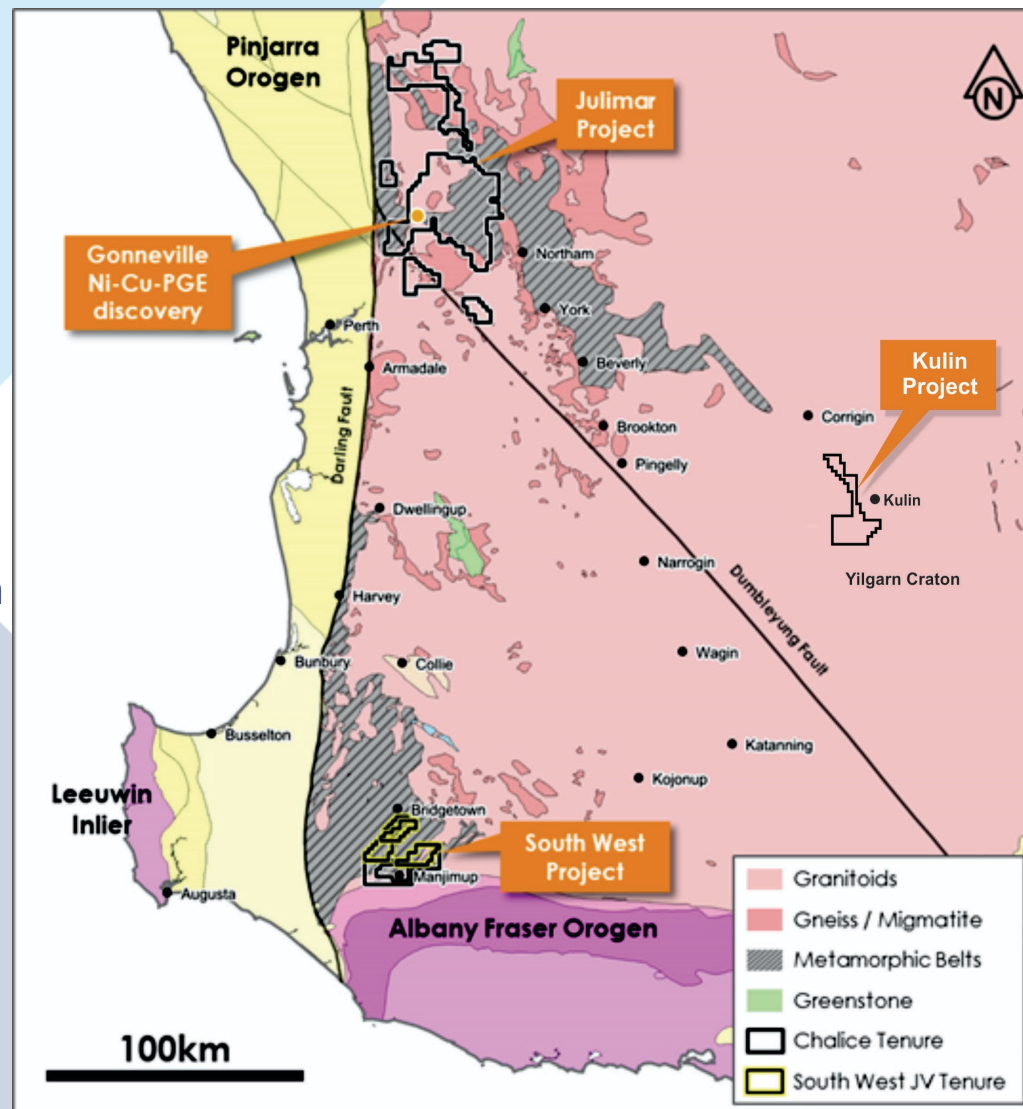 Pinjarra
Orogen
N
Julimar
Project
Gonneville
Ni-Cu-PGE
discovery
Northam
York
Perth
Beverly
Armadale
Kulin
Project
Corrigin
Brookton
Pingelly
Darling Fault
Kulin
Dwellingup
Narrogin
Yilgarn Craton
Dumbleyung Fault
Harvey
Wagin
Bunbury
Collie
Busselton
Katanning
Kojonup
Leeuwin
Inlier
Bridgetown
South West
Project
Manjimup
Augusta
Albany Fraser Orogen
Granitoids
Gneiss / Migmatite
Metamorphic Belts
Greenstone
Chalice Tenure
South West JV Tenure
100km